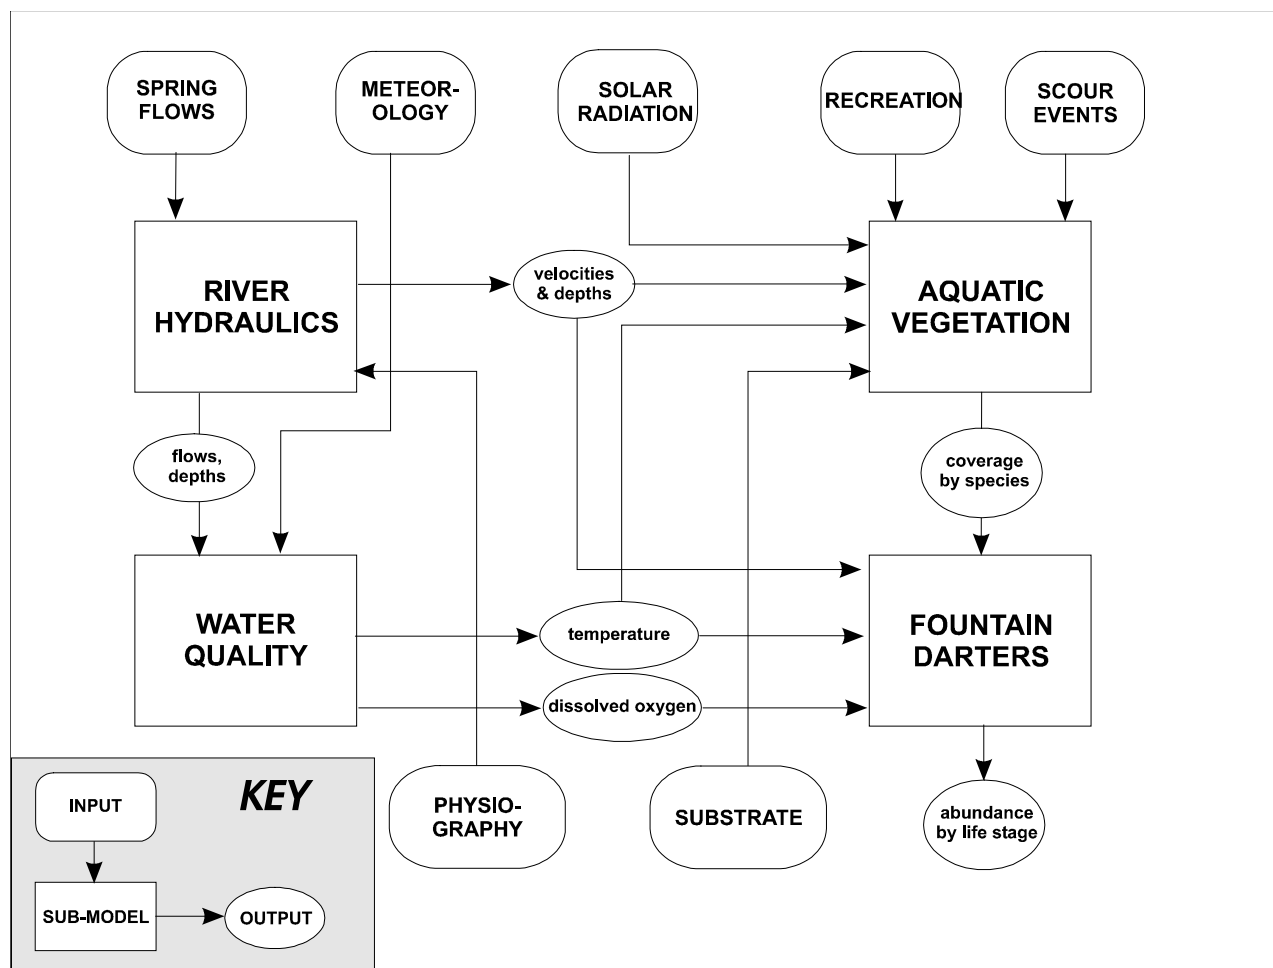 SPRING
FLOWS
METEOR-
OLOGY
SOLAR
RADIATION
RECREATION
SCOUR
EVENTS
RIVER
HYDRAULICS
velocities
& depths
AQUATIC
VEGETATION
flows,
depths
coverage
by species
WATER
QUALITY
temperature
FOUNTAIN
DARTERS
dissolved oxygen
PHYSIO-
GRAPHY
SUBSTRATE
abundance
by life stage
KEY
INPUT
SUB-MODEL
OUTPUT